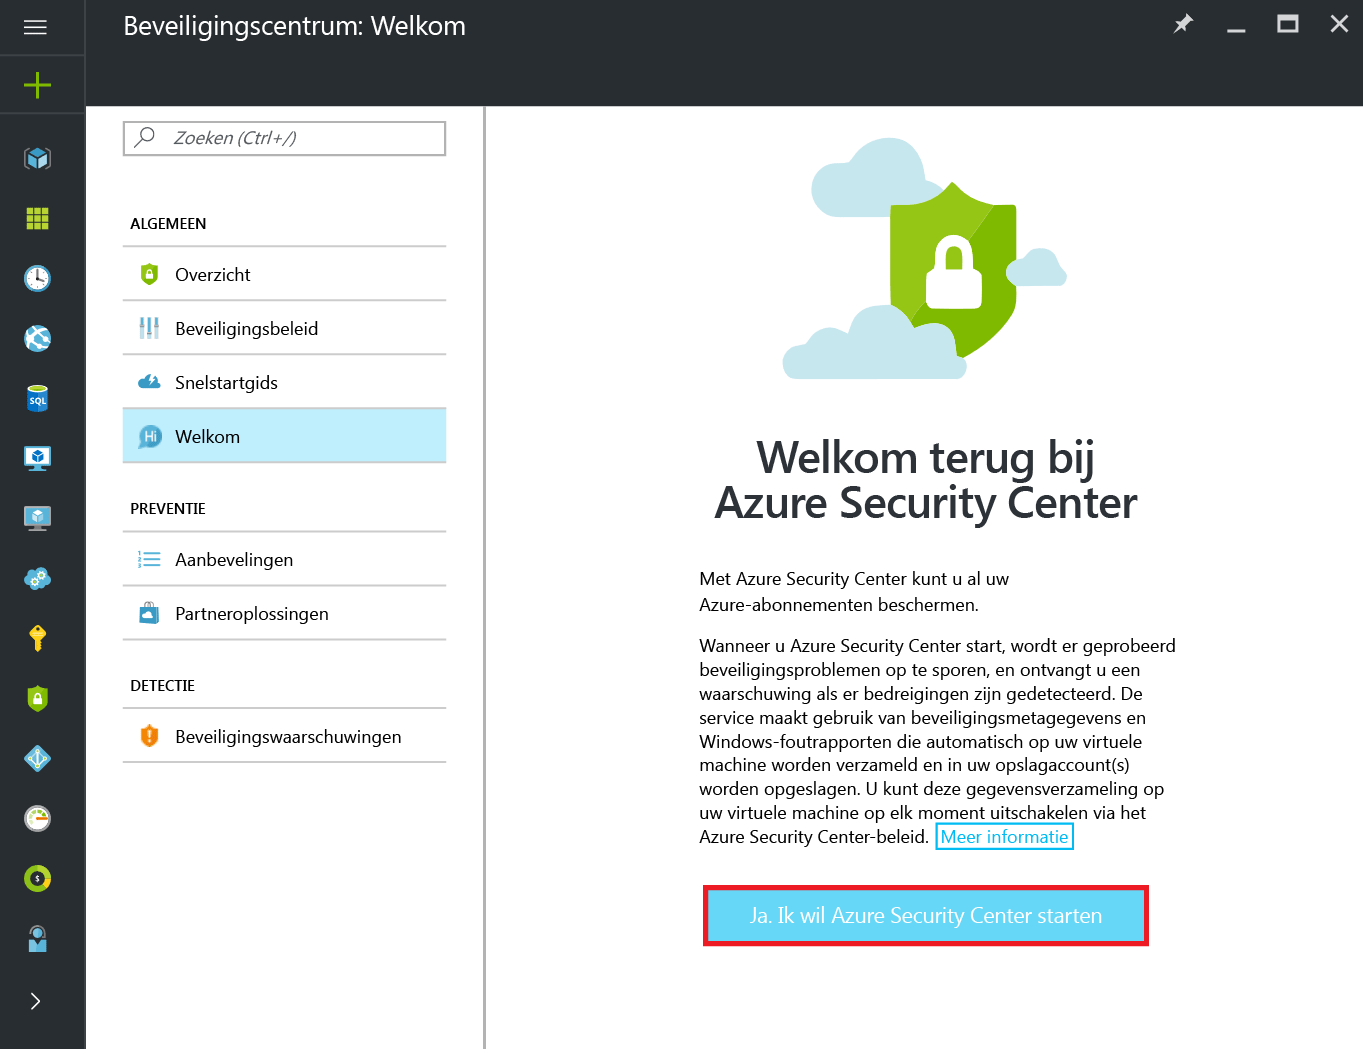 Beveiligingscentrum: Welkom
Zoeken (Ctrl+/)
ALGEMEEN
Overzicht
Beveiligingsbeleid
Snelstartgids
Hi Welkom
PREVENTIE
1
2
3
Aanbevelingen
Partneroplossingen
DETECTIE
Beveiligingswaarschuwingen
SQL
$
Welkom terug bij
Azure Security Center
Met Azure Security Center kunt u al uw
Azure-abonnementen beschermen.
Wanneer u Azure Security Center start, wordt er geprobeerd
beveiligingsproblemen op te sporen, en ontvangt u een
waarschuwing als er bedreigingen zijn gedetecteerd. De
service maakt gebruik van beveiligingsmetagegevens en
Windows-foutrapporten die automatisch op uw virtuele
machine worden verzameld en in uw opslagaccount(s)
worden opgeslagen. U kunt deze gegevensverzameling op
uw virtuele machine op elk moment uitschakelen via het
Azure Security Center-beleid. Meer informatie
Ja. Ik wil Azure Security Center starten